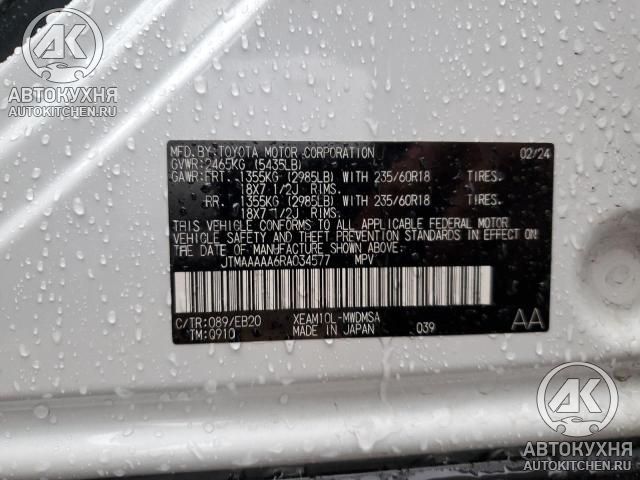 АК
АВТОКУХНЯ
AUTOKITCHEN.RU
MFD.BY:TOYOTA MOTOR CORPORATION 02/24
GVWR:2465KG (5435LB)
GAWR:FRT. 1355KG (2985LB) WITH 235/60R18 TIRES.
18X7 1/2J RIMS.
RR. 1355KG (2985LB) WITH 235/60R18 TIRES.
18X7 1/2J RIMS.
THIS VEHICLE CONFORMS TO ALL APPLICABLE FEDERAL MOTOR
VEHICLE SAFETY AND THEFT PREVENTION STANDARDS IN EFFECT ON
THE DATE OF MANUFACTURE SHOWN ABOVE.
JTMAAAAA6RA034577 MPV
C/TR:089/EB20 XEAM10L-MWDMSA AA
TM:0910 MADE IN JAPAN 039
АК
АВТОКУХНЯ
AUTOKITCHEN.RU